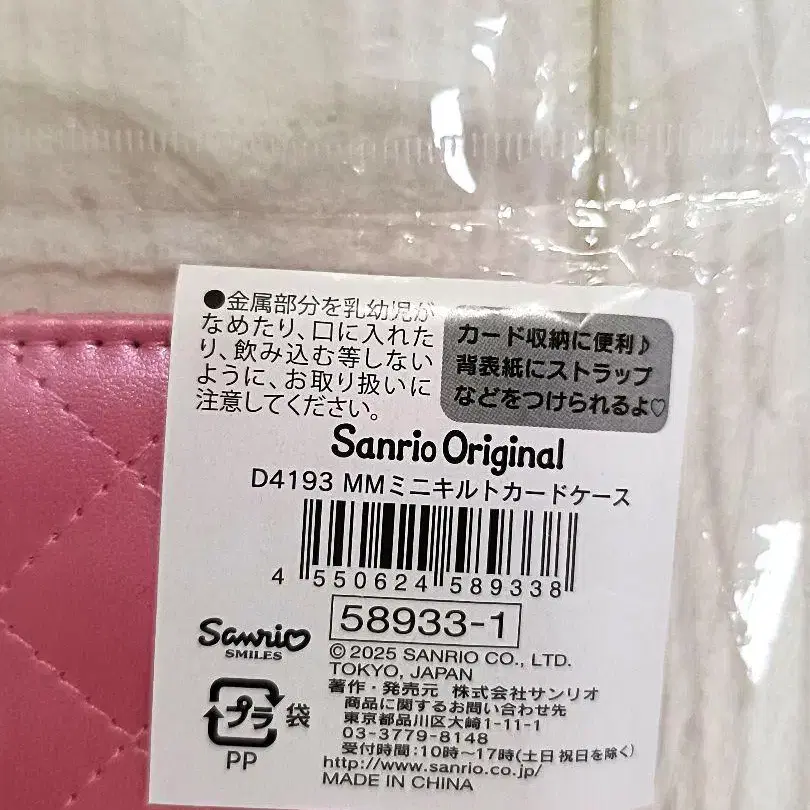 ●金属部分を乳幼児が
なめたり、口に入れた
り、飲み込む等しない
ように、お取り扱いに
注意してください。
カード収納に便利♪
背表紙にストラップ
などをつけられるよ♡
Sanrio Original
D4193 MMミニキルトカードケース
4 550624 589338
58933-1
Sanrio
SMILES
© 2025 SANRIO CO., LTD.
TOKYO, JAPAN
著作・発売元 株式会社サンリオ
商品に関するお問い合わせ先
東京都品川区大崎1-11-1
03-3779-8148
受付時間:10時～17時(土日 祝日を除く)
http://www.sanrio.co.jp/
MADE IN CHINA
プラ 袋
PP